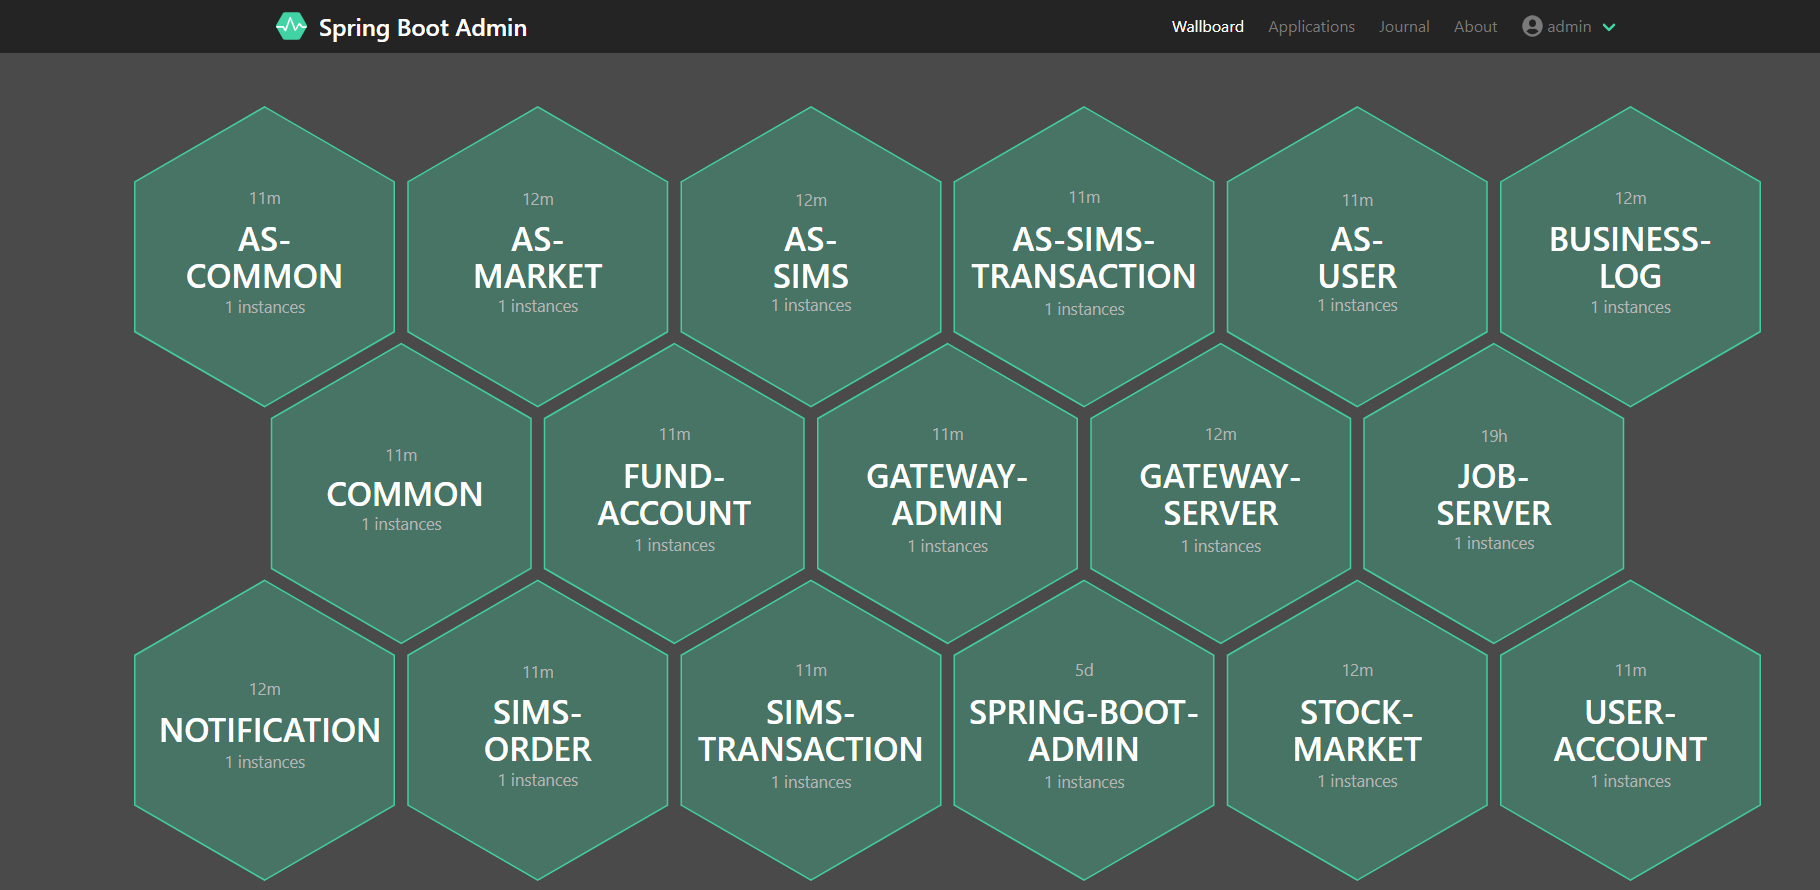 Spring Boot Admin
Wallboard Applications Journal About admin
11m
AS-
COMMON
1 instances
12m
AS-
MARKET
1 instances
12m
AS-
SIMS
1 instances
11m
AS-SIMS-
TRANSACTION
1 instances
11m
AS-
USER
1 instances
12m
BUSINESS-
LOG
1 instances
11m
COMMON
1 instances
11m
FUND-
ACCOUNT
1 instances
11m
GATEWAY-
ADMIN
1 instances
12m
GATEWAY-
SERVER
1 instances
19h
JOB-
SERVER
1 instances
12m
NOTIFICATION
1 instances
11m
SIMS-
ORDER
1 instances
11m
SIMS-
TRANSACTION
1 instances
5d
SPRING-BOOT-
ADMIN
1 instances
12m
STOCK-
MARKET
1 instances
11m
USER-
ACCOUNT
1 instances